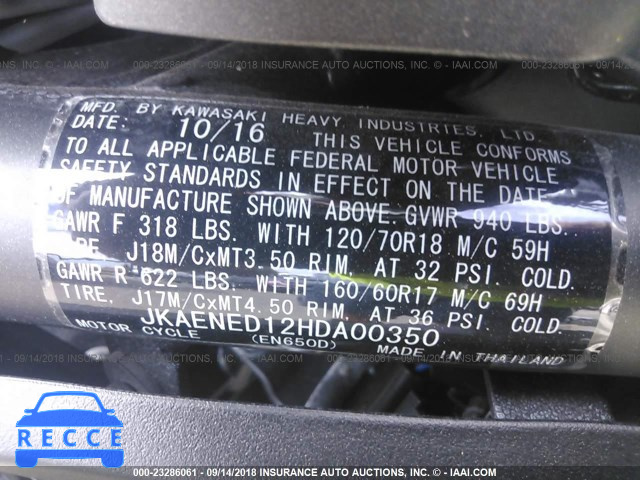 000-23286061 - 09/14/2018 INSURANCE AUTO AUCTIONS - © - IAAI.COM
MFD. BY KAWASAKI HEAVY INDUSTRIES, LTD.
DATE: 10/16 THIS VEHICLE CONFORMS
TO ALL APPLICABLE FEDERAL MOTOR VEHICLE
SAFETY STANDARDS IN EFFECT ON THE DATE
OF MANUFACTURE SHOWN ABOVE. GVWR 940 LBS.
GAWR F 318 LBS. WITH 120/70R18 M/C 59H
TIRE, J18M/CxMT3.50 RIM, AT 32 PSI. COLD.
GAWR R 622 LBS. WITH 160/60R17 M/C 69H
TIRE, J17M/CxMT4.50 RIM, AT 36 PSI. COLD.
JKAENED12HDA00350
MOTOR CYCLE (EN650D) MADE IN THAILAND
BE CAR
000-23286061 - 09/14/2018 INSURANCE AUTO AUCTIONS - © - IAAI.COM